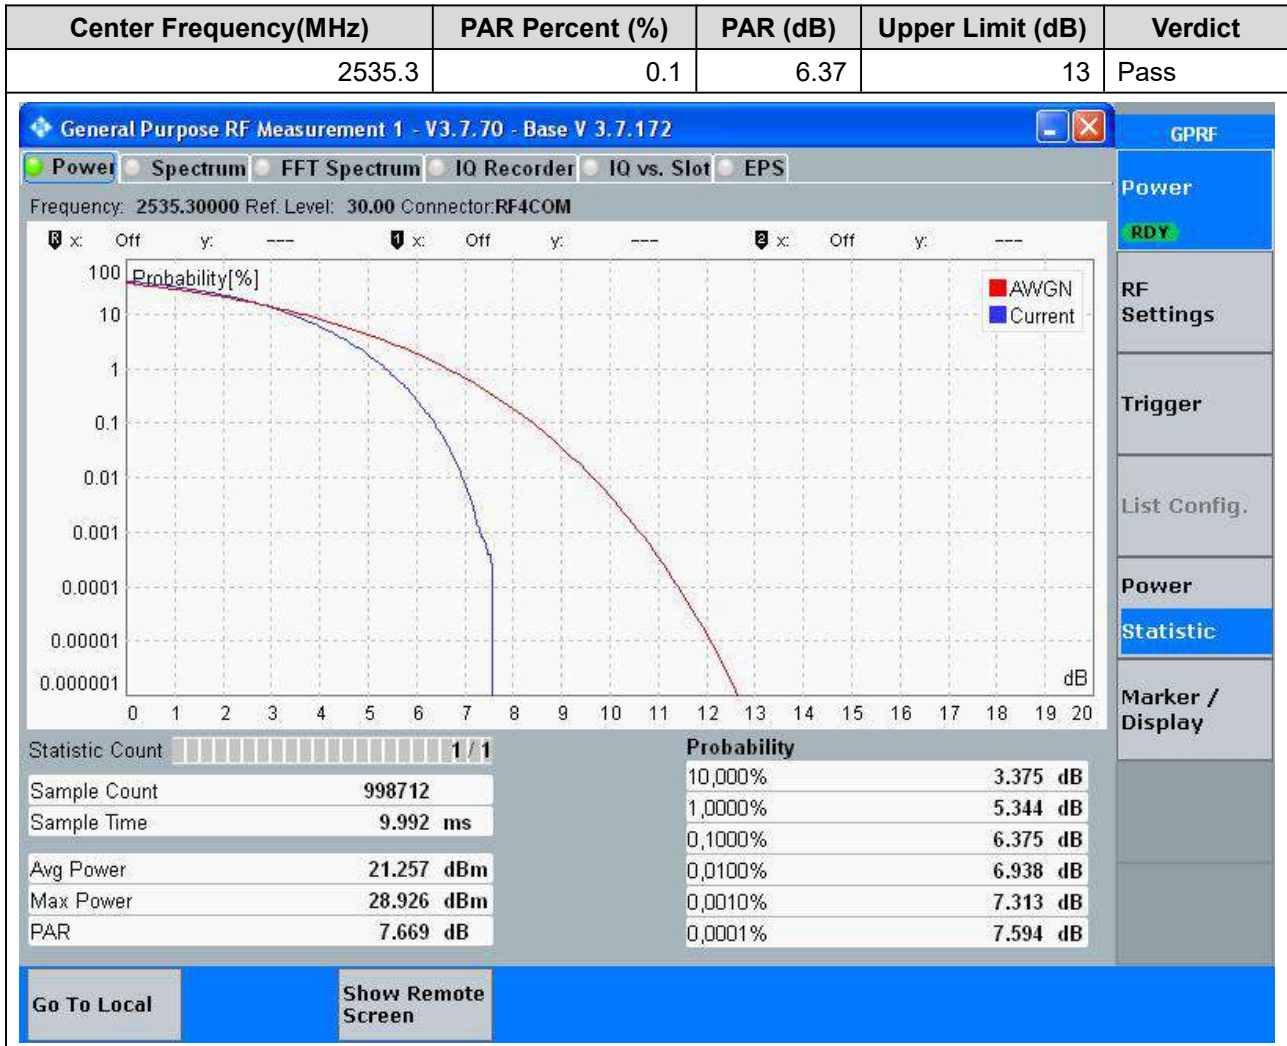 Center Frequency(MHz) PAR Percent (%) PAR (dB) Upper Limit (dB) Verdict
2535.3 0.1 6.37 13 Pass
General Purpose RF Measurement 1 - V3.7.70 - Base V 3.7.172
GPRF
Power Spectrum FFT Spectrum IQ Recorder IQ vs. Slot EPS
Frequency: 2535.30000 Ref. Level: 30.00 Connector:RF4COM
R x: Off y: --- 1 x: Off y: --- 2 x: Off y: ---
Probability[%]
AWGN
Current
100
10
1
0.1
0.01
0.001
0.0001
0.00001
0.000001
dB
0 1 2 3 4 5 6 7 8 9 10 11 12 13 14 15 16 17 18 19 20
Statistic Count 1 / 1
Sample Count 998712
Sample Time 9.992 ms
Avg Power 21.257 dBm
Max Power 28.926 dBm
PAR 7.669 dB
Probability
10,000% 3.375 dB
1,0000% 5.344 dB
0,1000% 6.375 dB
0,0100% 6.938 dB
0,0010% 7.313 dB
0,0001% 7.594 dB
Power
RDY
RF
Settings
Trigger
List Config.
Power
Statistic
Marker /
Display
Go To Local
Show Remote
Screen